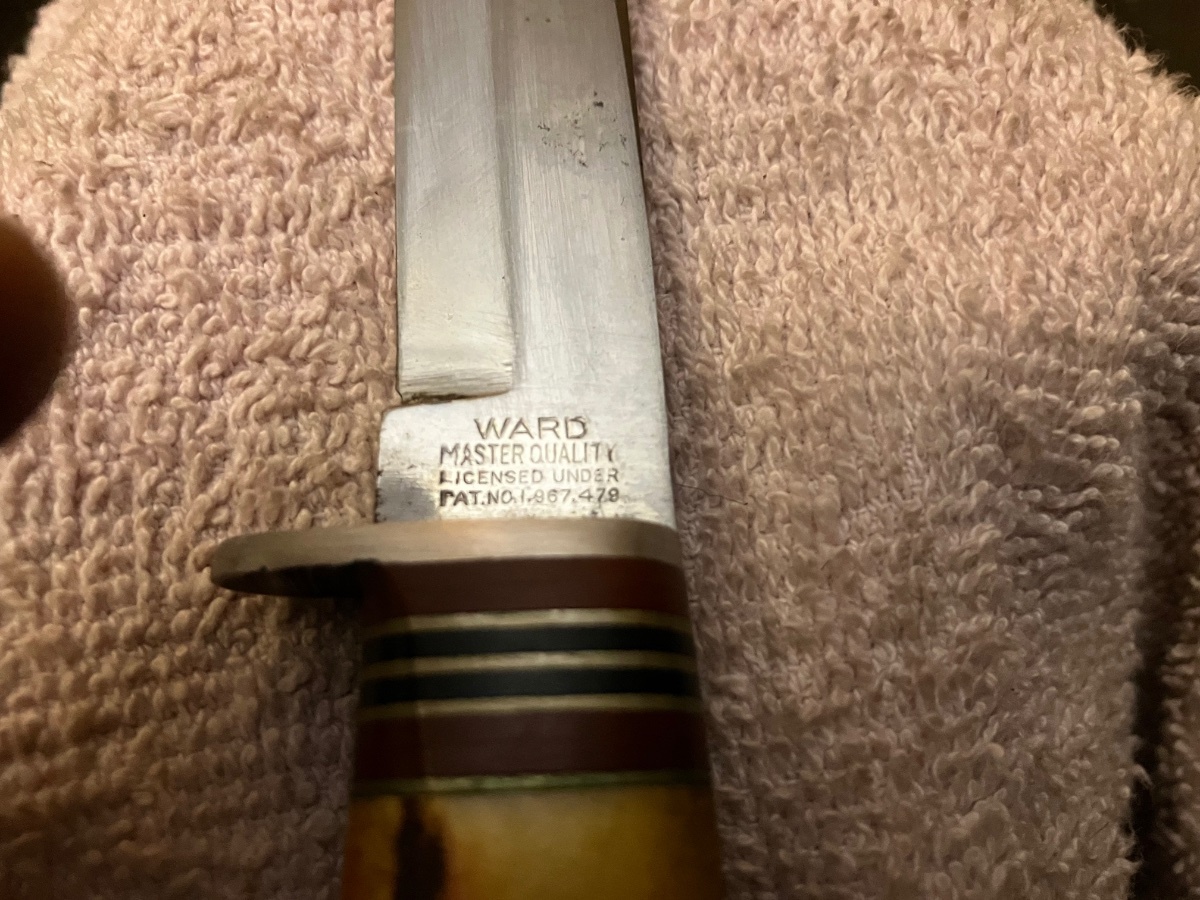 WARD
MASTER QUALITY
LICENSED UNDER
PAT. NO. 1,967,479